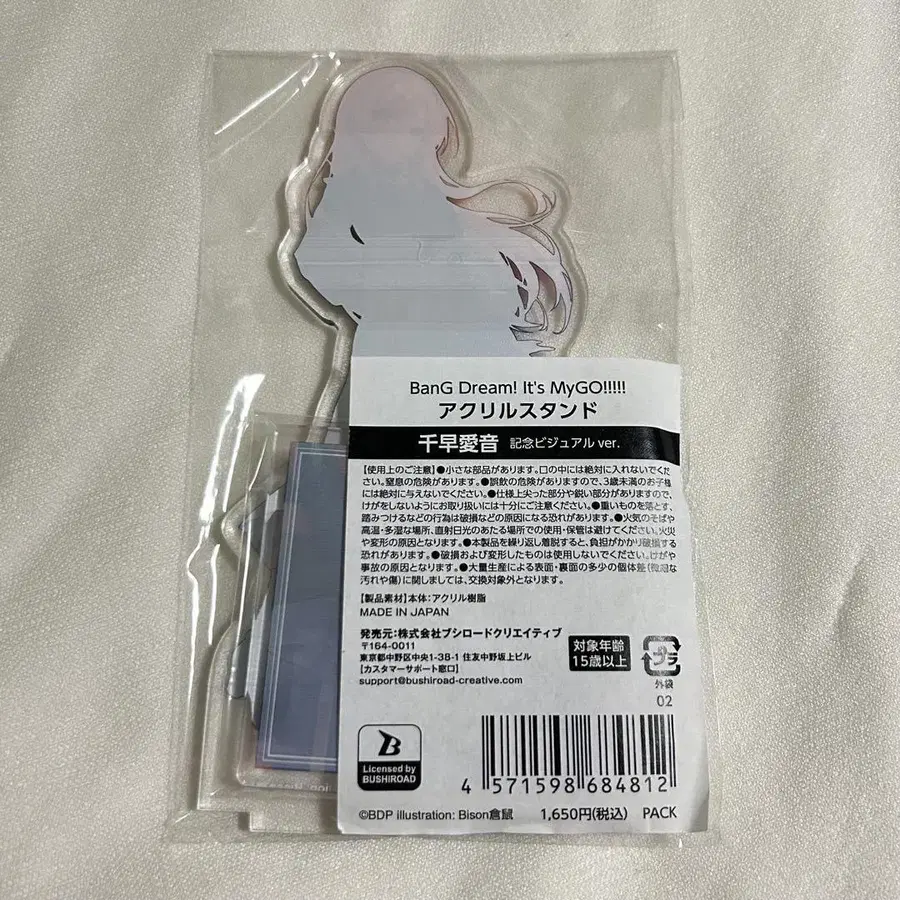 BanG Dream! It's MyGO!!!!!
アクリルスタンド
千早愛音 記念ビジュアル ver.
【使用上のご注意】●小さな部品があります。口の中には絶対に入れないでくだ
さい。窒息の危険があります。●誤飲の危険がありますので、3歳未満のお子様
には絶対に与えないでください。●仕様上尖った部分や鋭い部分がありますので、
けがをしないようにお取り扱いには十分にご注意ください。●重いものを落とす、
踏みつけるなどの行為は破損などの原因になる恐れがあります。●火気のそばや
高温・多湿な場所、直射日光のあたる場所での使用・保管は避けてください。火災
や変形の原因となります。●本製品を繰り返し着脱すると、負担がかかり破損する
恐れがあります。●破損および変形したものは使用しないでください。けがや
事故の原因となります。●大量生産による表面・裏面の多少の個体差(微細な
汚れや傷)に関しましては、交換対象外となります。
【製品素材】本体:アクリル樹脂
MADE IN JAPAN
発売元:株式会社ブシロードクリエイティブ
〒164-0011
東京都中野区中央1-38-1 住友中野坂上ビル
【カスタマーサポート窓口】
support@bushiroad-creative.com
対象年齢
15歳以上
プラ
外袋
02
B
Licensed by
BUSHIROAD
4 571598 684812
©BDP illustration: Bison倉鼠 1,650円(税込) PACK